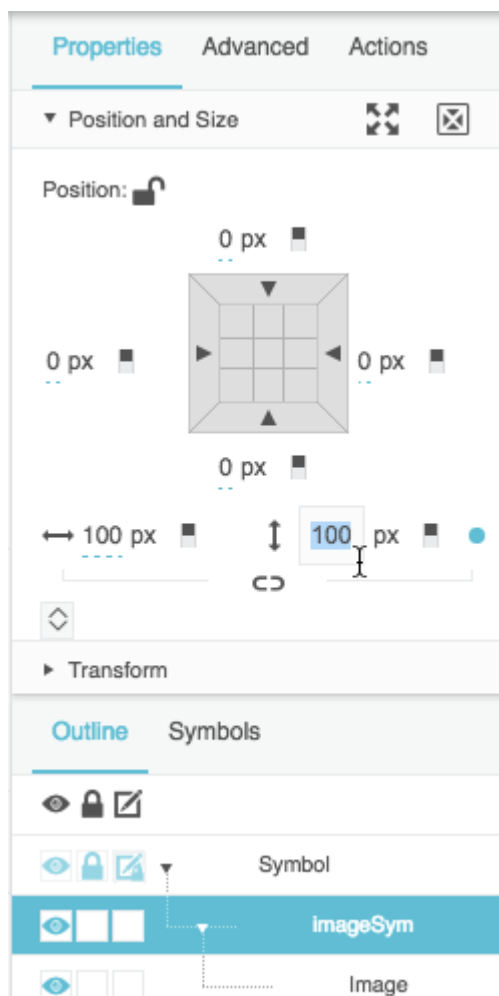 Properties Advanced Actions
Position and Size
Position:
0 px
0 px 0 px
0 px
100 px 100 px
Transform
Outline Symbols
Symbol
imageSym
Image